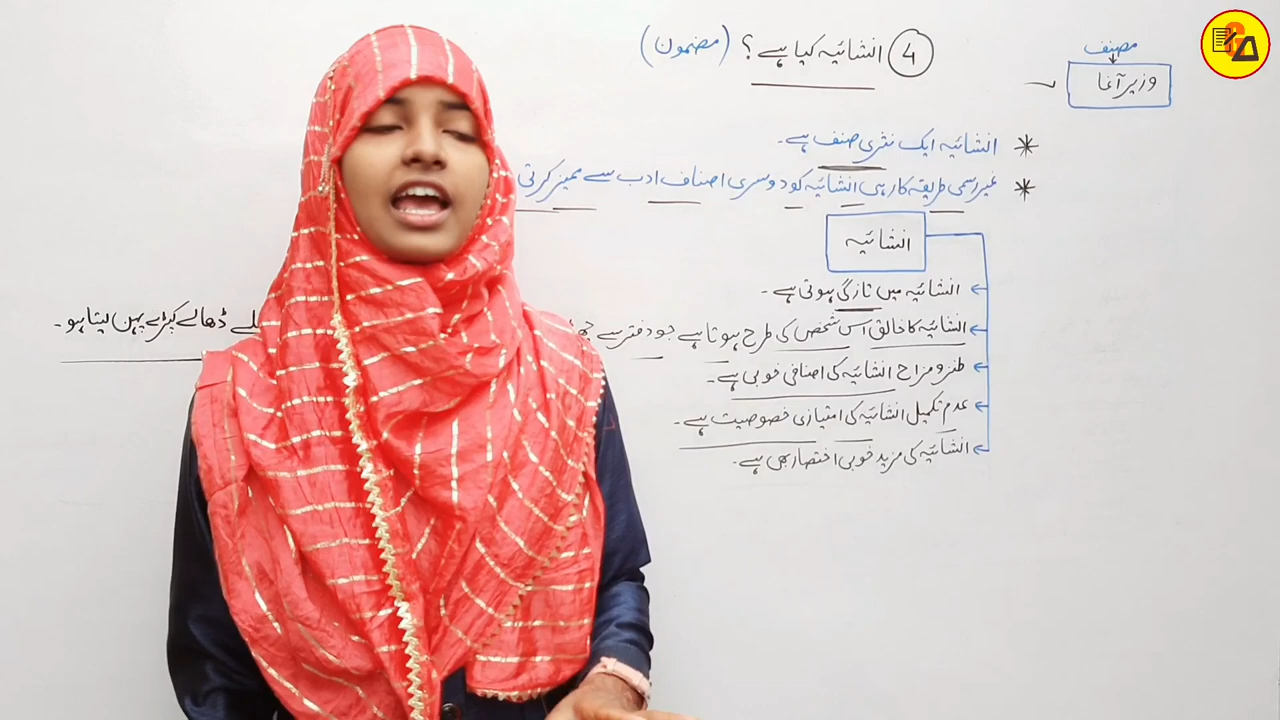 ④ انشائیہ کیا ہے؟ (مضمون)
مصنف
وزیر آغا
انشائیہ ایک نثری صنف ہے۔
غیر رسمی طریقہ کار ہی انشائیہ کو دوسری اصناف ادب سے ممیز کرتی
انشائیہ
انشائیہ میں تازگی ہوتی ہے۔
انشائیہ کا خالق اس شخص کی طرح ہوتا ہے جو دفتر سے ڈھالے کپڑے پہن لیتا ہو۔
طنز و مزاح انشائیہ کی اضافی خوبی ہے۔
عدم تکمیل انشائیہ کی امتیازی خصوصیت ہے۔
انشائیہ کی مزید خوبی اختصار بھی ہے۔